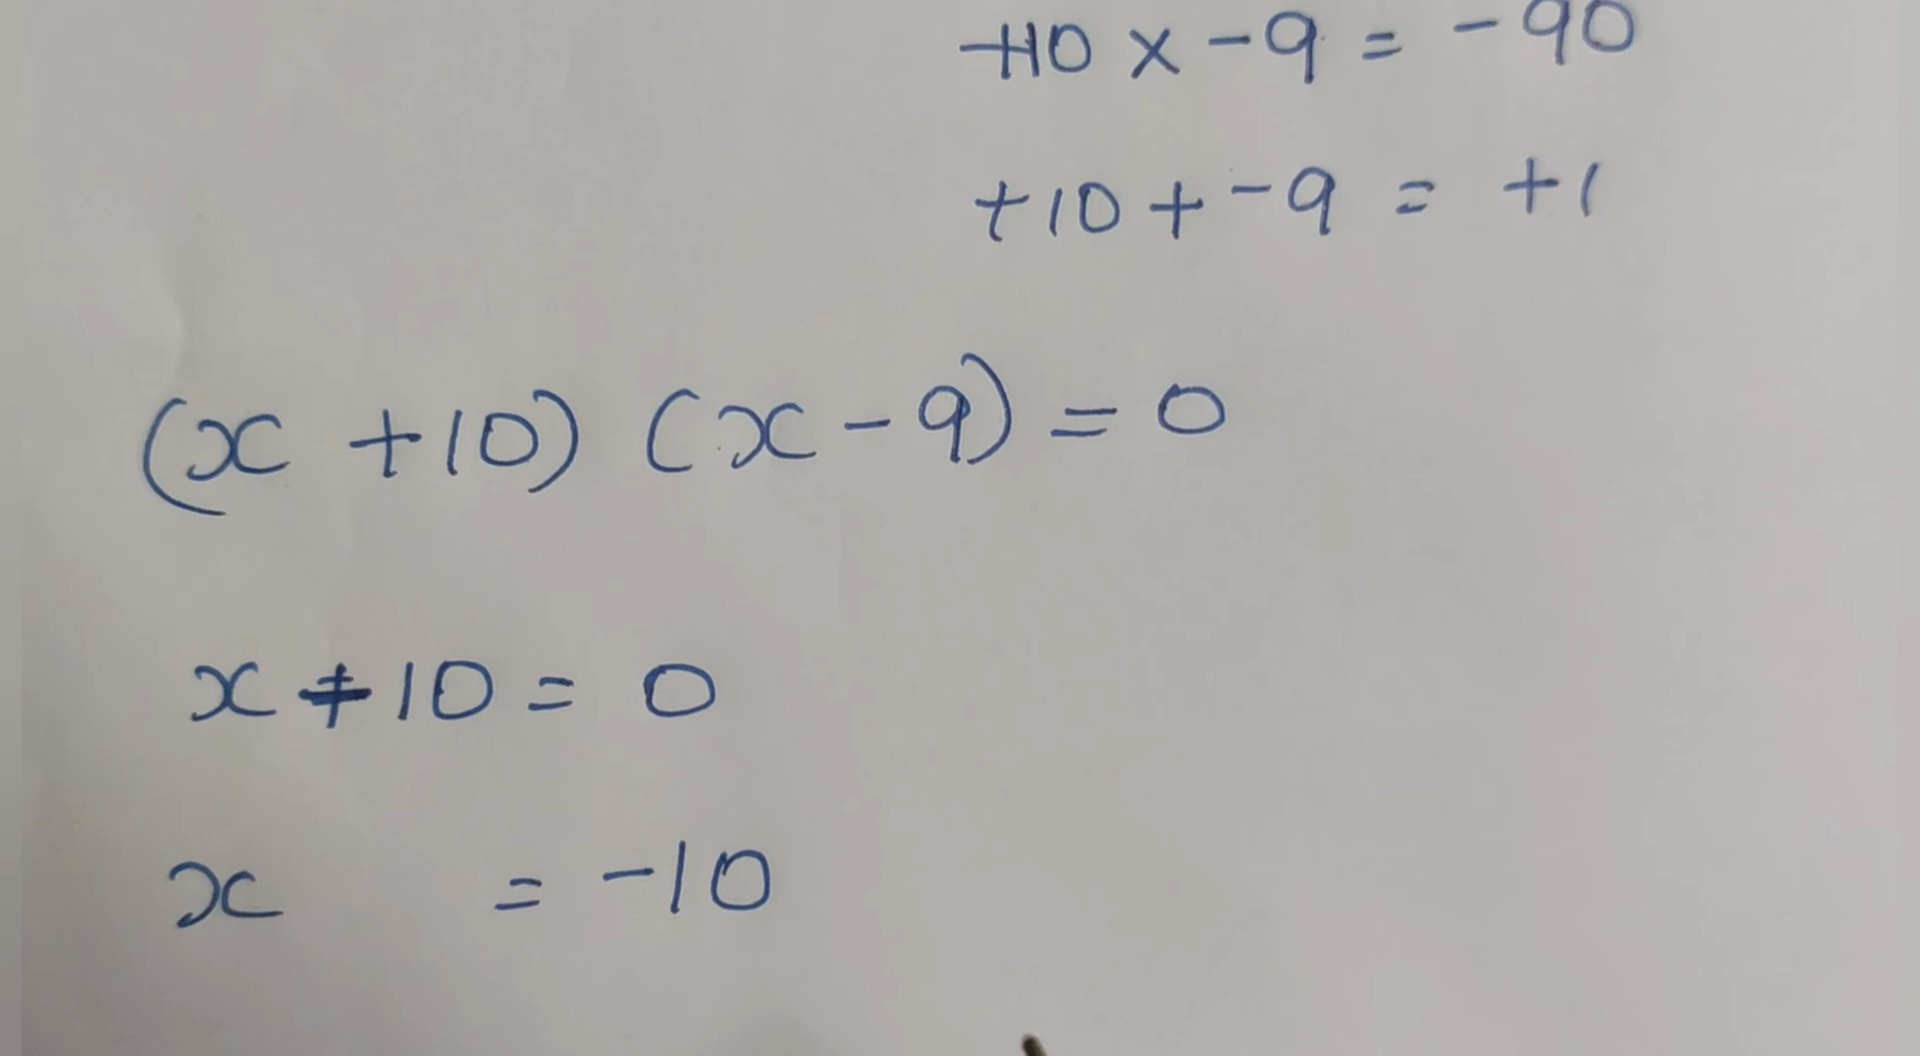 +10 × -9 = -90
+10 + -9 = +1
(x +10) (x - 9) = 0
x + 10 = 0
x = -10